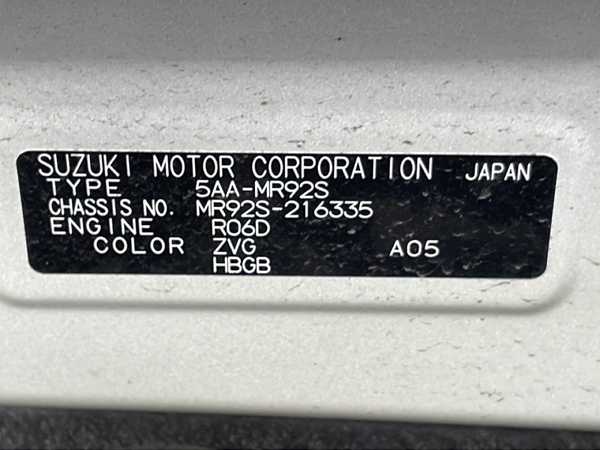 SUZUKI MOTOR CORPORATION JAPAN
TYPE 5AA-MR92S
CHASSIS NO. MR92S-216335
ENGINE R06D
COLOR ZVG A05
HBGB